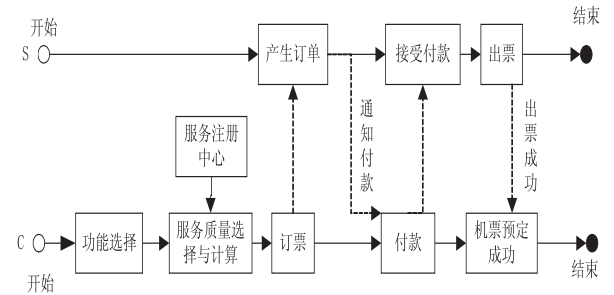 开始
结束
S
产生订单
接受付款
出票
通知付款
出票成功
服务注册
中心
C
功能选择
服务质量选
择与计算
订票
付款
机票预定
成功
开始
结束